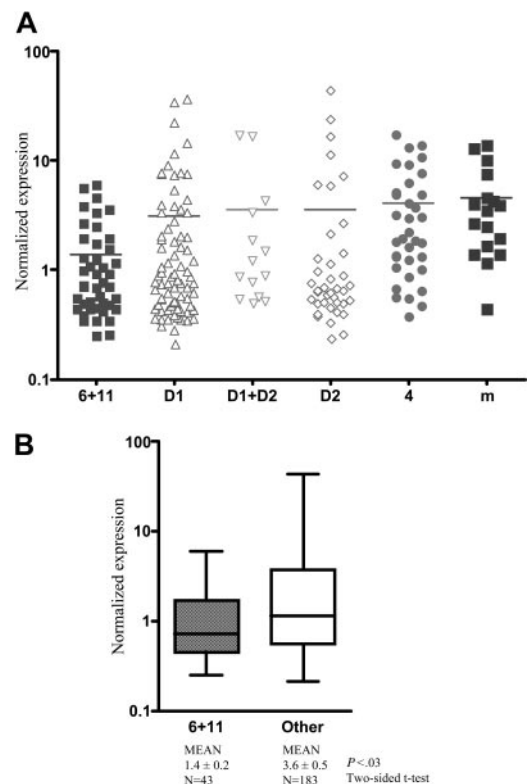 A
Normalized expression
100
10
1
0.1
6+11 D1 D1+D2 D2 4 m
B
Normalized expression
100
10
1
0.1
6+11 Other
MEAN MEAN
1.4 ± 0.2 3.6 ± 0.5 P<.03
N=43 N=183 Two-sided t-test